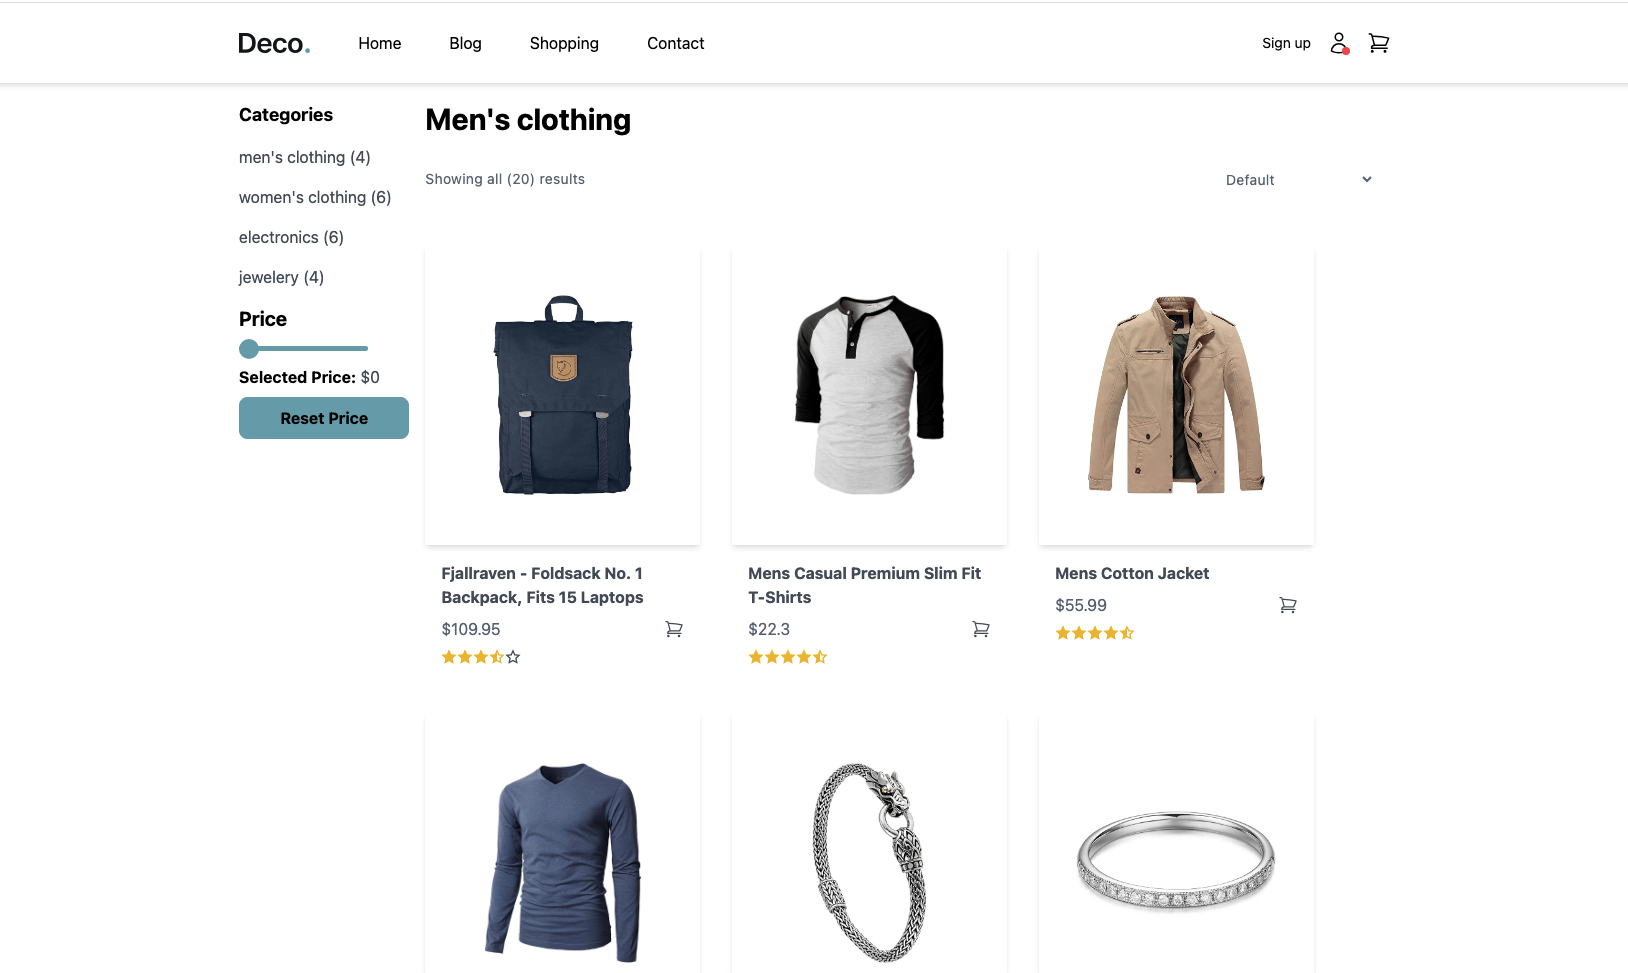 Deco.
Home
Blog
Shopping
Contact
Sign up
Categories
men's clothing (4)
women's clothing (6)
electronics (6)
jewelery (4)
Price
Selected Price: $0
Reset Price
Men's clothing
Showing all (20) results
Default
Fjallraven - Foldsack No. 1
Backpack, Fits 15 Laptops
$109.95
Mens Casual Premium Slim Fit
T-Shirts
$22.3
Mens Cotton Jacket
$55.99